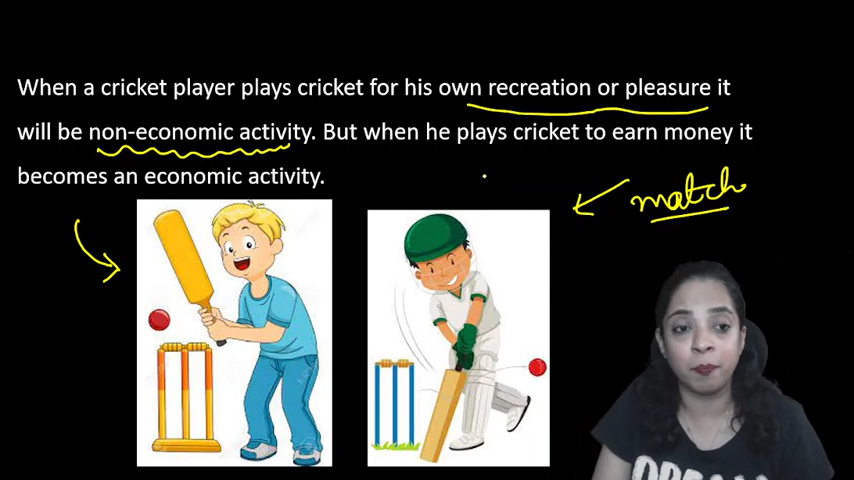 When a cricket player plays cricket for his own recreation or pleasure it
will be non-economic activity. But when he plays cricket to earn money it
becomes an economic activity.
match
DREAM